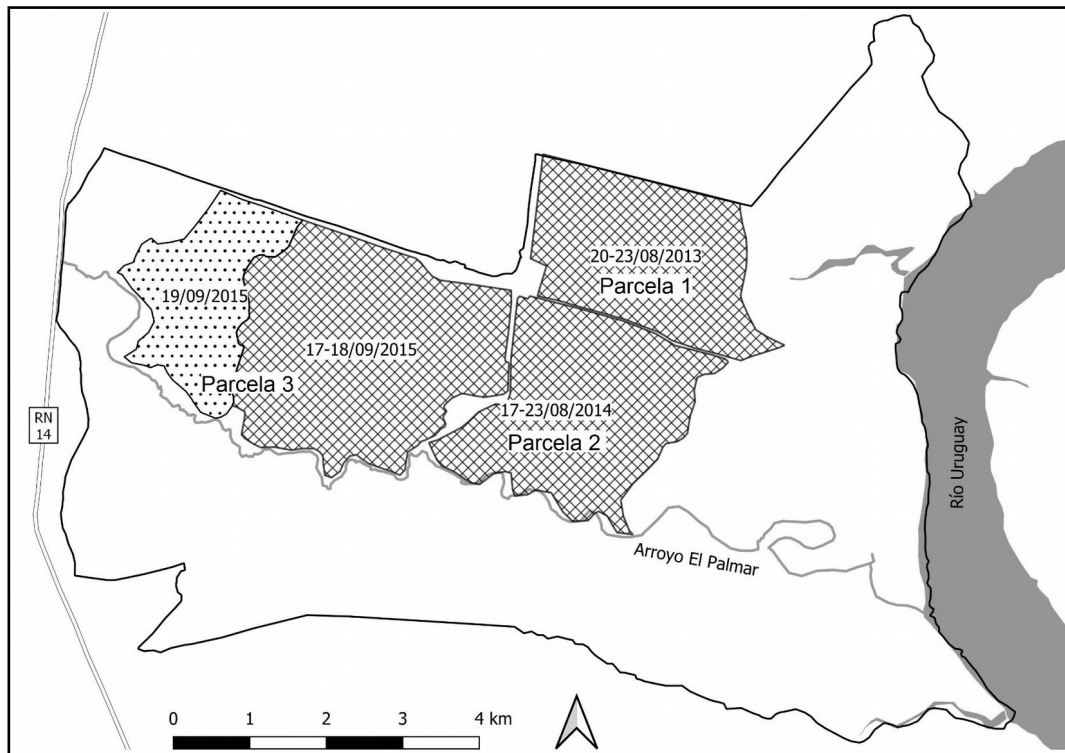 20-23/08/2013
Parcela 1
19/09/2015
17-18/09/2015
Parcela 3
17-23/08/2014
Parcela 2
RN
14
Río Uruguay
Arroyo El Palmar
0 1 2 3 4 km